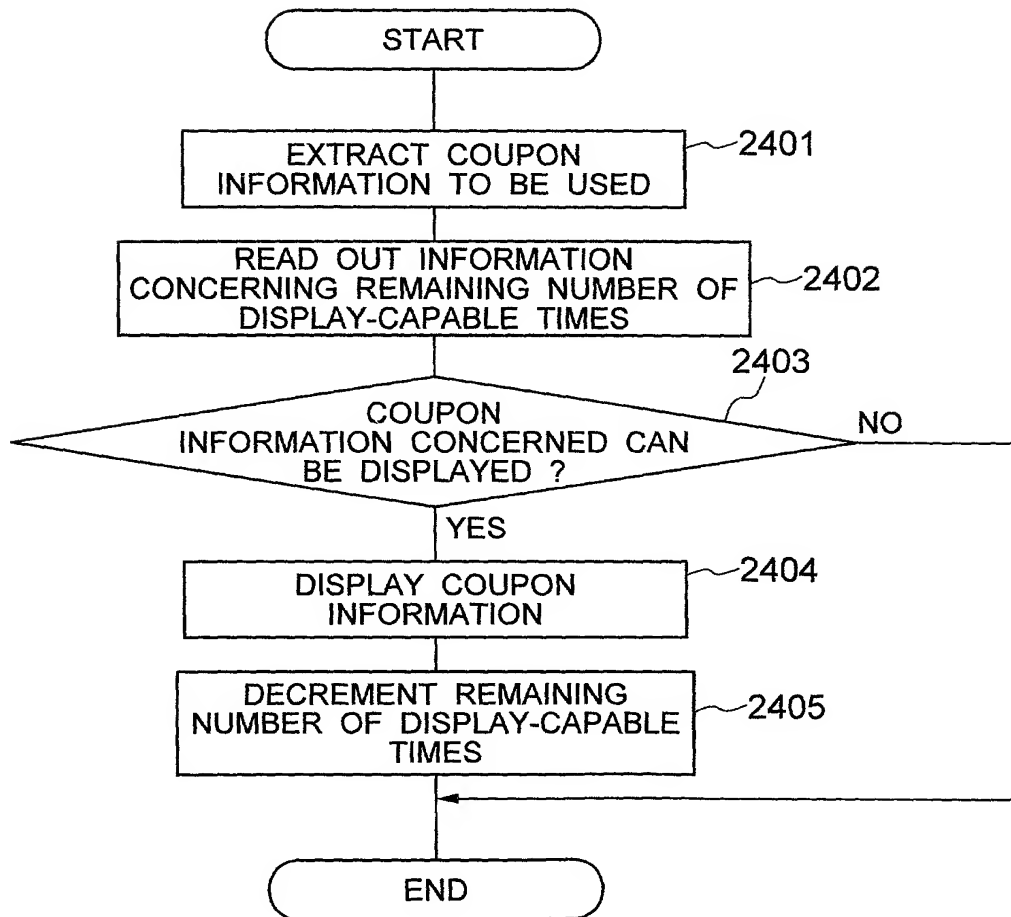 START
EXTRACT COUPON
INFORMATION TO BE USED
2401
READ OUT INFORMATION
CONCERNING REMAINING NUMBER OF
DISPLAY-CAPABLE TIMES
2402
2403
COUPON
INFORMATION CONCERNED CAN
BE DISPLAYED ?
NO
YES
DISPLAY COUPON
INFORMATION
2404
DECREMENT REMAINING
NUMBER OF DISPLAY-CAPABLE
TIMES
2405
END